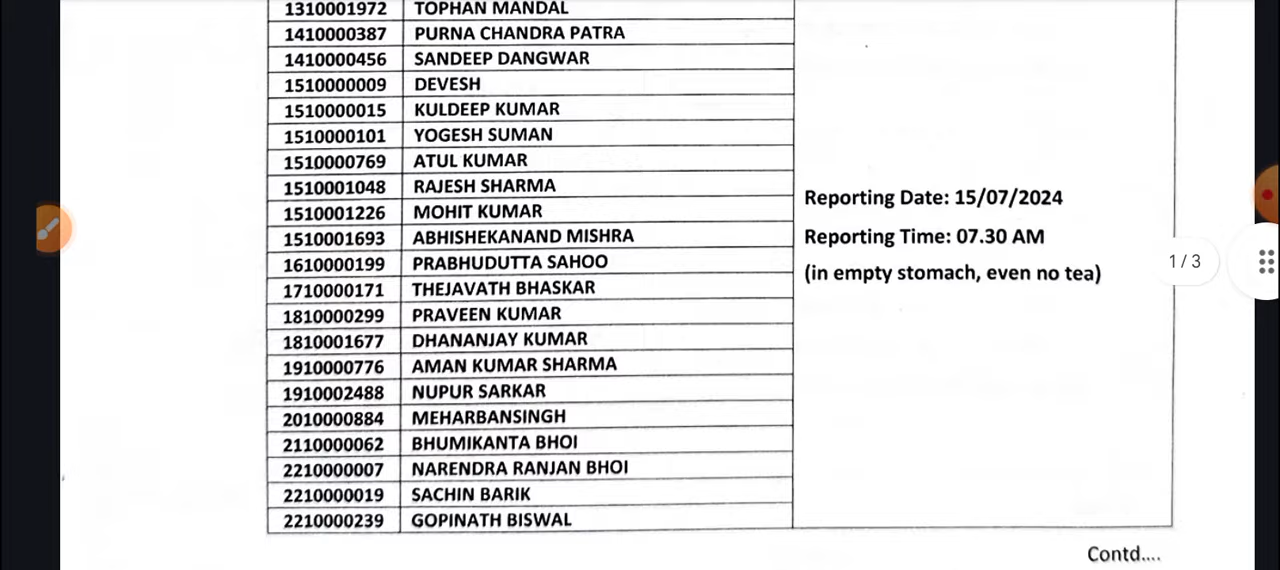 1310001972 TOPHAN MANDAL
1410000387 PURNA CHANDRA PATRA
1410000456 SANDEEP DANGWAR
1510000009 DEVESH
1510000015 KULDEEP KUMAR
1510000101 YOGESH SUMAN
1510000769 ATUL KUMAR
1510001048 RAJESH SHARMA
1510001226 MOHIT KUMAR
1510001693 ABHISHEKANAND MISHRA
1610000199 PRABHUDUTTA SAHOO
1710000171 THEJAVATH BHASKAR
1810000299 PRAVEEN KUMAR
1810001677 DHANANJAY KUMAR
1910000776 AMAN KUMAR SHARMA
1910002488 NUPUR SARKAR
2010000884 MEHARBANSINGH
2110000062 BHUMIKANTA BHOI
2210000007 NARENDRA RANJAN BHOI
2210000019 SACHIN BARIK
2210000239 GOPINATH BISWAL
Reporting Date: 15/07/2024
Reporting Time: 07.30 AM
(in empty stomach, even no tea)
1 / 3
Contd....